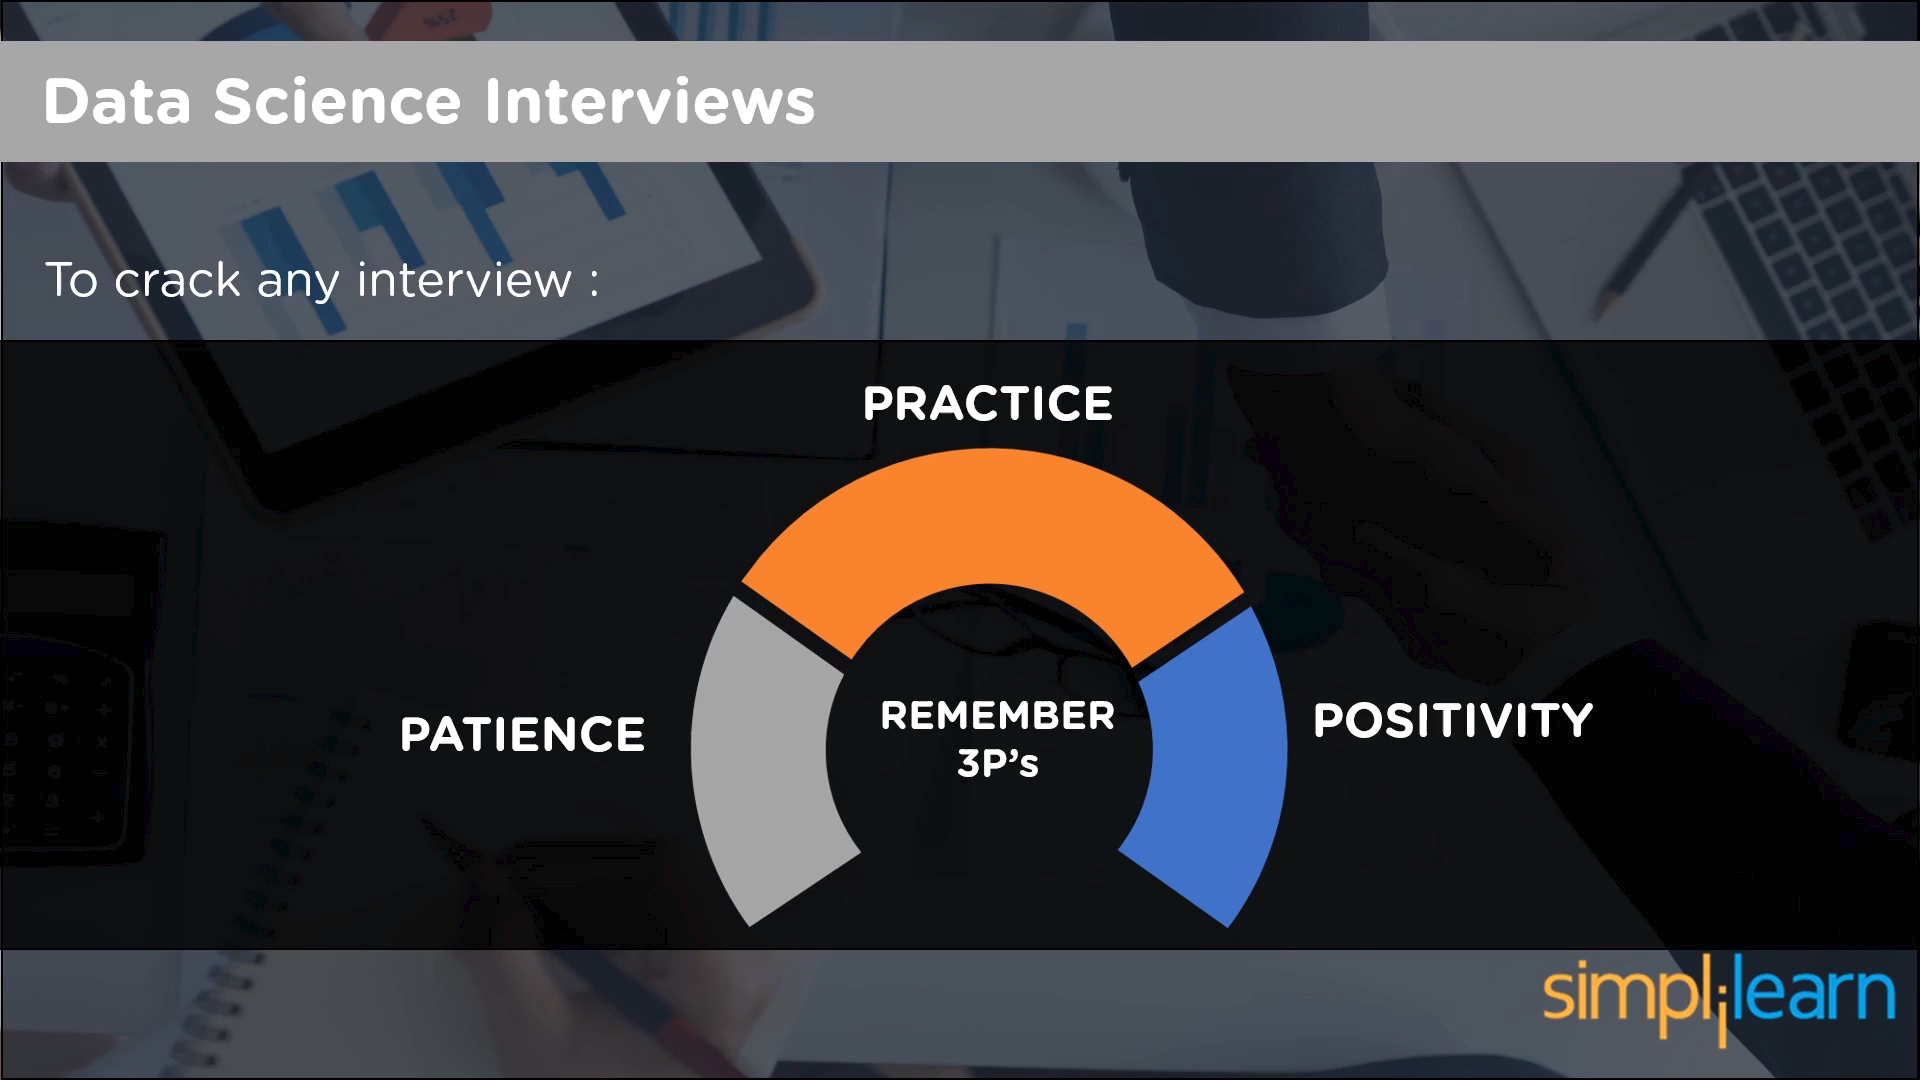 Data Science Interviews
To crack any interview :
PRACTICE
PATIENCE
REMEMBER
3P's
POSITIVITY
simplilearn